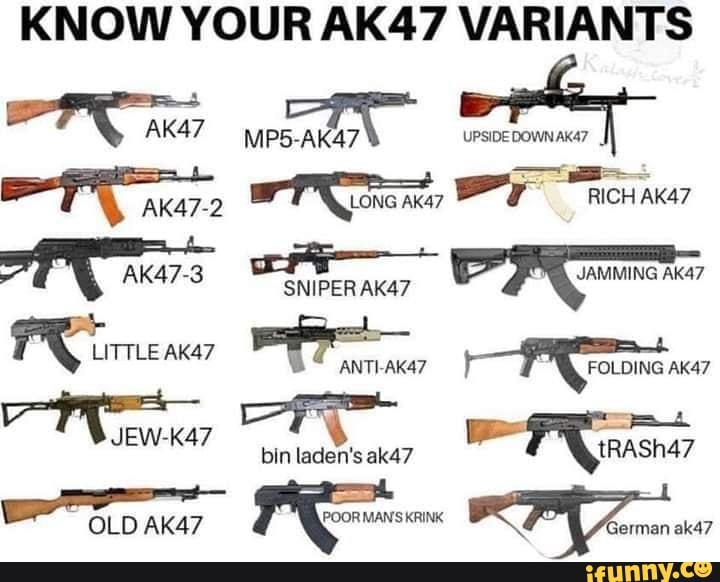 KNOW YOUR AK47 VARIANTS
Kalash_lovers
AK47
MP5-AK47
UPSIDE DOWN AK47
AK47-2
LONG AK47
RICH AK47
AK47-3
SNIPER AK47
JAMMING AK47
LITTLE AK47
ANTI-AK47
FOLDING AK47
JEW-K47
bin laden's ak47
tRASh47
OLD AK47
POOR MAN'S KRINK
German ak47
ifunny.co